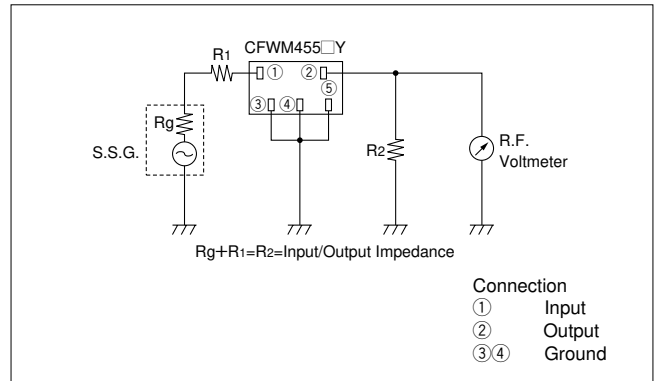 CFWM455□Y
R1
① ②
⑤
③ ④
Rg
S.S.G.
R2
R.F.
Voltmeter
Rg+R1=R2=Input/Output Impedance
Connection
① Input
② Output
③④ Ground